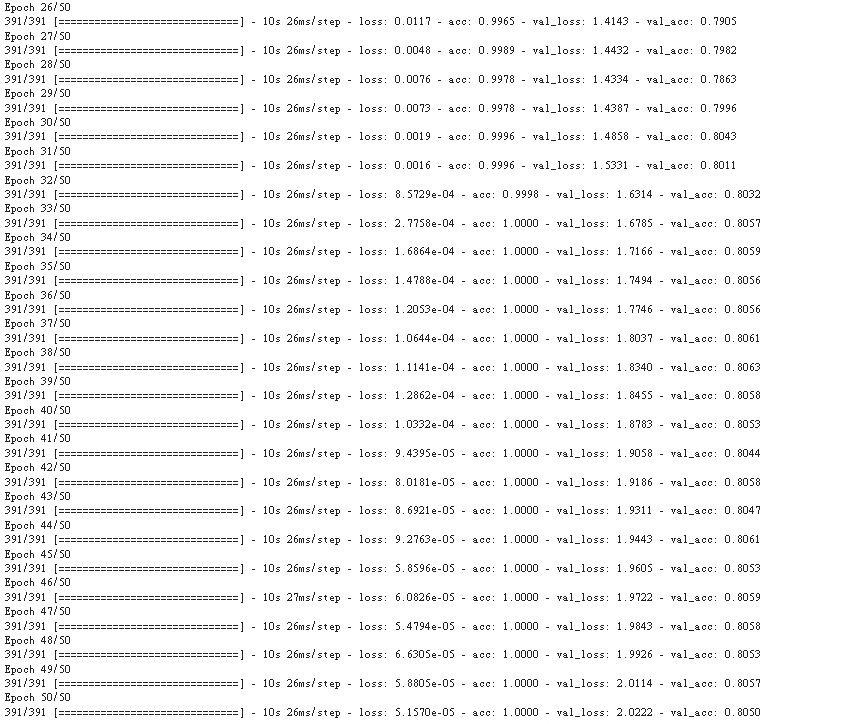 Epoch 26/50
391/391 [==============================] - 10s 26ms/step - loss: 0.0117 - acc: 0.9965 - val_loss: 1.4143 - val_acc: 0.7905
Epoch 27/50
391/391 [==============================] - 10s 26ms/step - loss: 0.0048 - acc: 0.9989 - val_loss: 1.4432 - val_acc: 0.7982
Epoch 28/50
391/391 [==============================] - 10s 26ms/step - loss: 0.0076 - acc: 0.9978 - val_loss: 1.4334 - val_acc: 0.7863
Epoch 29/50
391/391 [==============================] - 10s 26ms/step - loss: 0.0073 - acc: 0.9978 - val_loss: 1.4387 - val_acc: 0.7996
Epoch 30/50
391/391 [==============================] - 10s 26ms/step - loss: 0.0019 - acc: 0.9996 - val_loss: 1.4858 - val_acc: 0.8043
Epoch 31/50
391/391 [==============================] - 10s 26ms/step - loss: 0.0016 - acc: 0.9996 - val_loss: 1.5331 - val_acc: 0.8011
Epoch 32/50
391/391 [==============================] - 10s 26ms/step - loss: 8.5729e-04 - acc: 0.9998 - val_loss: 1.6314 - val_acc: 0.8032
Epoch 33/50
391/391 [==============================] - 10s 26ms/step - loss: 2.7758e-04 - acc: 1.0000 - val_loss: 1.6785 - val_acc: 0.8057
Epoch 34/50
391/391 [==============================] - 10s 26ms/step - loss: 1.6864e-04 - acc: 1.0000 - val_loss: 1.7166 - val_acc: 0.8059
Epoch 35/50
391/391 [==============================] - 10s 26ms/step - loss: 1.4788e-04 - acc: 1.0000 - val_loss: 1.7494 - val_acc: 0.8056
Epoch 36/50
391/391 [==============================] - 10s 26ms/step - loss: 1.2053e-04 - acc: 1.0000 - val_loss: 1.7746 - val_acc: 0.8056
Epoch 37/50
391/391 [==============================] - 10s 26ms/step - loss: 1.0644e-04 - acc: 1.0000 - val_loss: 1.8037 - val_acc: 0.8061
Epoch 38/50
391/391 [==============================] - 10s 26ms/step - loss: 1.1141e-04 - acc: 1.0000 - val_loss: 1.8340 - val_acc: 0.8063
Epoch 39/50
391/391 [==============================] - 10s 26ms/step - loss: 1.2862e-04 - acc: 1.0000 - val_loss: 1.8455 - val_acc: 0.8058
Epoch 40/50
391/391 [==============================] - 10s 26ms/step - loss: 1.0332e-04 - acc: 1.0000 - val_loss: 1.8783 - val_acc: 0.8053
Epoch 41/50
391/391 [==============================] - 10s 26ms/step - loss: 9.4395e-05 - acc: 1.0000 - val_loss: 1.9058 - val_acc: 0.8044
Epoch 42/50
391/391 [==============================] - 10s 26ms/step - loss: 8.0181e-05 - acc: 1.0000 - val_loss: 1.9186 - val_acc: 0.8058
Epoch 43/50
391/391 [==============================] - 10s 26ms/step - loss: 8.6921e-05 - acc: 1.0000 - val_loss: 1.9311 - val_acc: 0.8047
Epoch 44/50
391/391 [==============================] - 10s 26ms/step - loss: 9.2763e-05 - acc: 1.0000 - val_loss: 1.9443 - val_acc: 0.8061
Epoch 45/50
391/391 [==============================] - 10s 26ms/step - loss: 5.8596e-05 - acc: 1.0000 - val_loss: 1.9605 - val_acc: 0.8053
Epoch 46/50
391/391 [==============================] - 10s 27ms/step - loss: 6.0826e-05 - acc: 1.0000 - val_loss: 1.9722 - val_acc: 0.8059
Epoch 47/50
391/391 [==============================] - 10s 26ms/step - loss: 5.4794e-05 - acc: 1.0000 - val_loss: 1.9843 - val_acc: 0.8058
Epoch 48/50
391/391 [==============================] - 10s 26ms/step - loss: 6.6305e-05 - acc: 1.0000 - val_loss: 1.9926 - val_acc: 0.8053
Epoch 49/50
391/391 [==============================] - 10s 26ms/step - loss: 5.8805e-05 - acc: 1.0000 - val_loss: 2.0114 - val_acc: 0.8057
Epoch 50/50
391/391 [==============================] - 10s 26ms/step - loss: 5.1570e-05 - acc: 1.0000 - val_loss: 2.0222 - val_acc: 0.8050